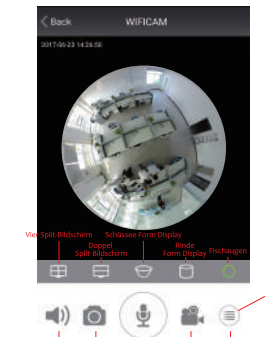 Back WIFICAM
2017-06-23 14:29:58
Vier Split-Bildschirm Schüssee Form Display
Doppel Split-Bildschirm Rinde Form Display Fischaugen